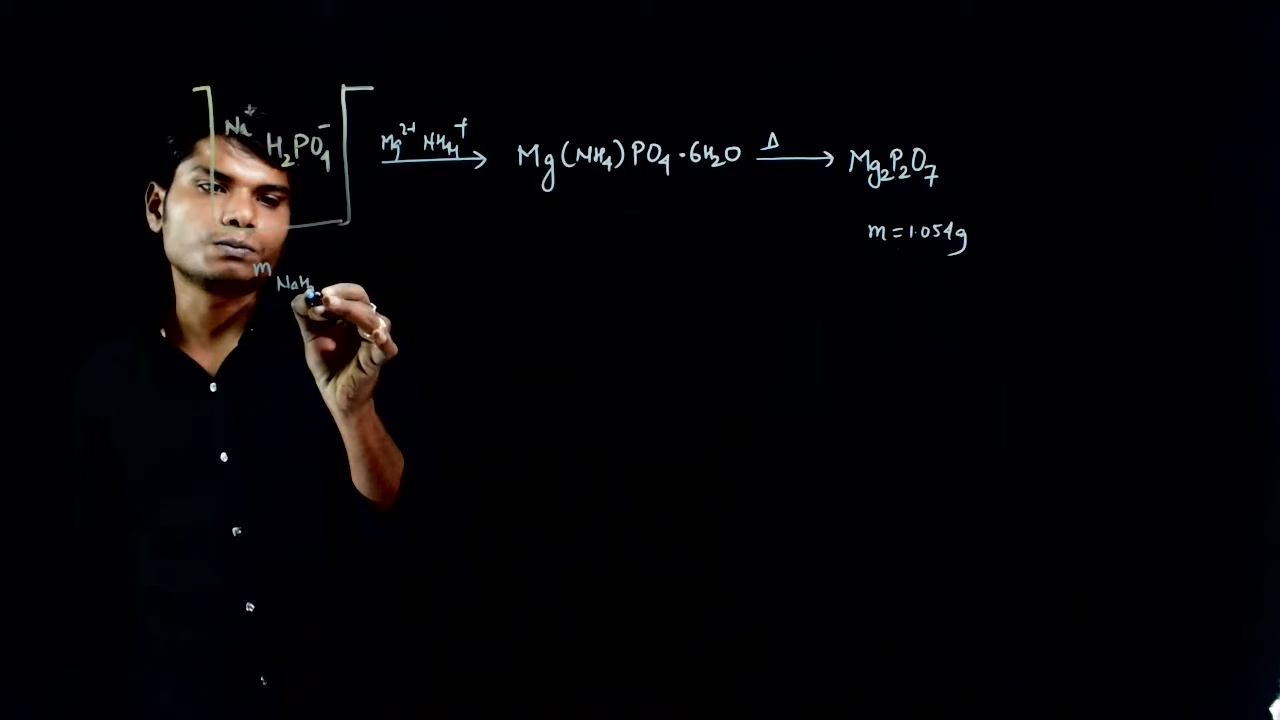 Na⁺ H₂PO₄⁻ Mg²⁺ NH₄⁺ Mg(NH₄)PO₄·6H₂O Δ Mg₂P₂O₇
m = 1.054g
m NaH₂